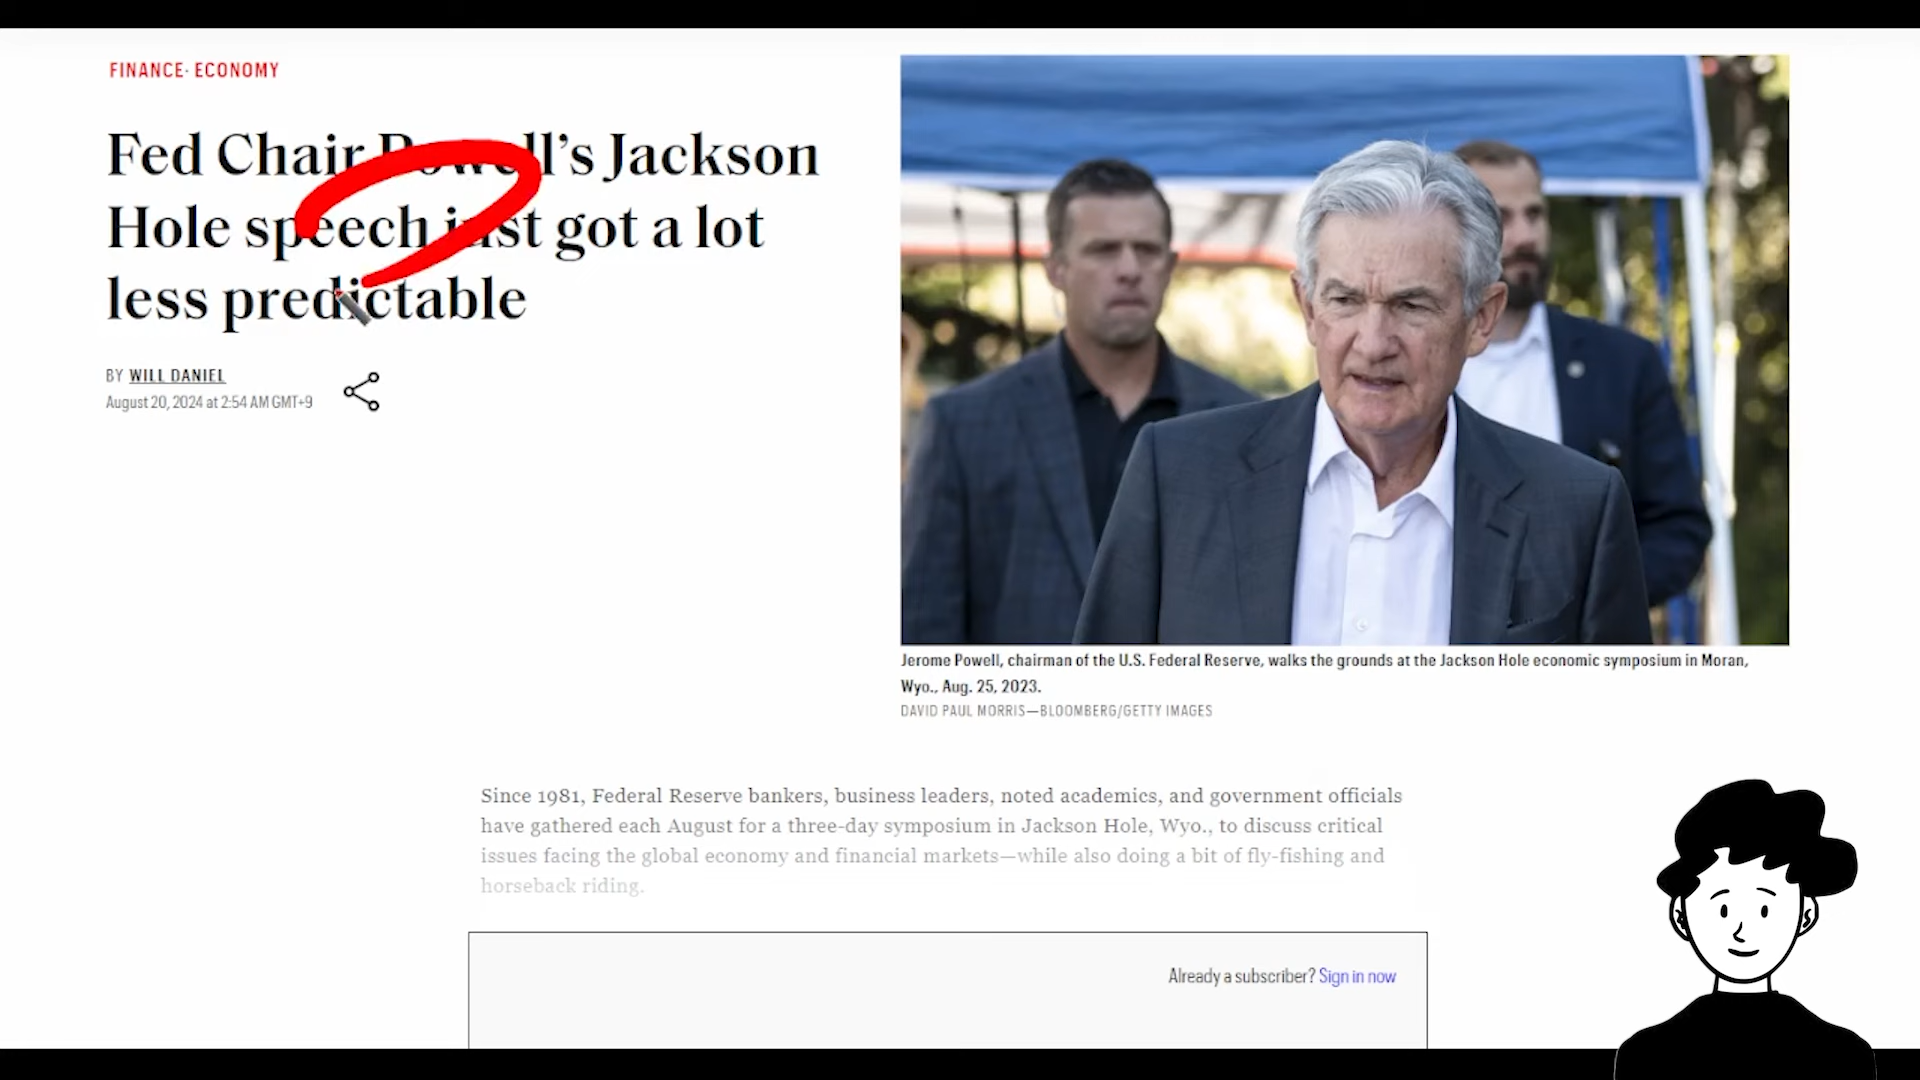 FINANCE· ECONOMY
Fed Chair Powell’s Jackson
Hole speech just got a lot
less predictable
BY WILL DANIEL
August 20, 2024 at 2:54 AM GMT+9
Jerome Powell, chairman of the U.S. Federal Reserve, walks the grounds at the Jackson Hole economic symposium in Moran,
Wyo., Aug. 25, 2023.
DAVID PAUL MORRIS—BLOOMBERG/GETTY IMAGES
Since 1981, Federal Reserve bankers, business leaders, noted academics, and government officials
have gathered each August for a three-day symposium in Jackson Hole, Wyo., to discuss critical
issues facing the global economy and financial markets—while also doing a bit of fly-fishing and
horseback riding.
Already a subscriber? Sign in now